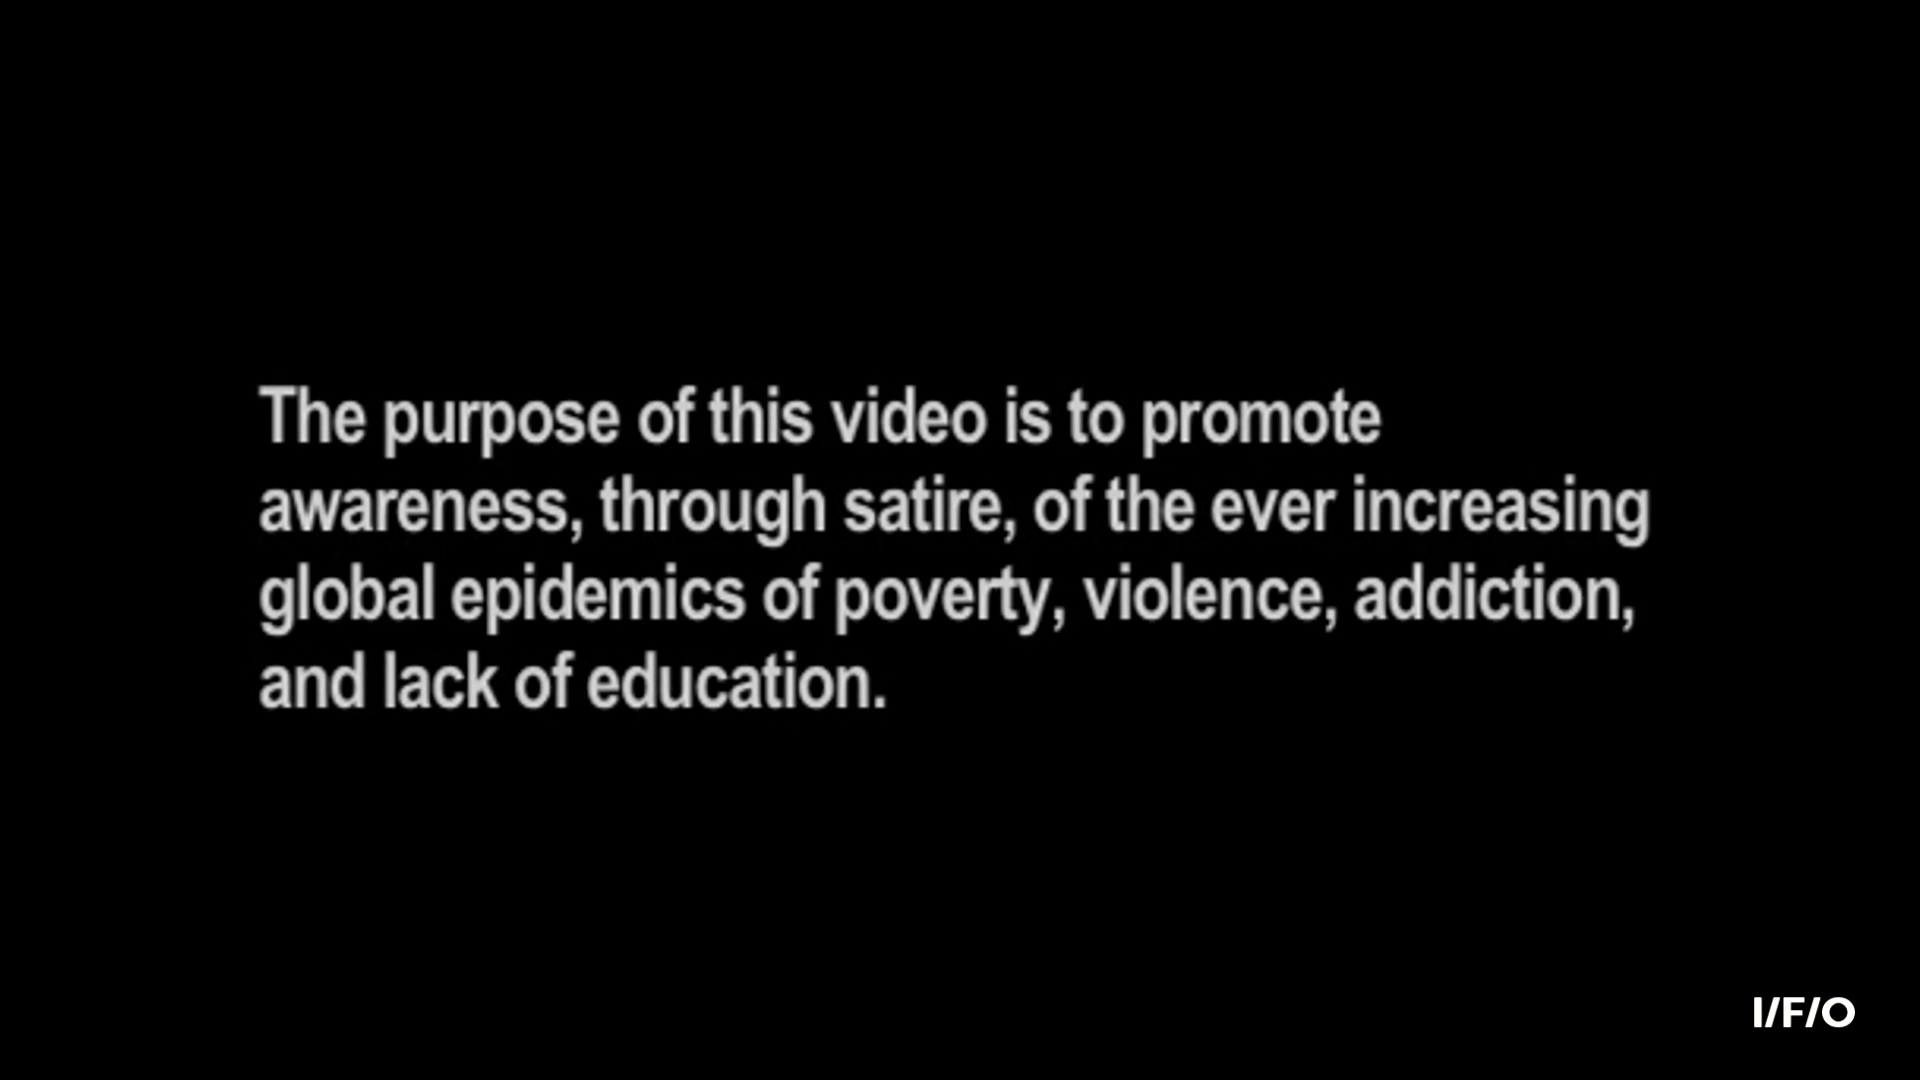 The purpose of this video is to promote
awareness, through satire, of the ever increasing
global epidemics of poverty, violence, addiction,
and lack of education.
I/F/O